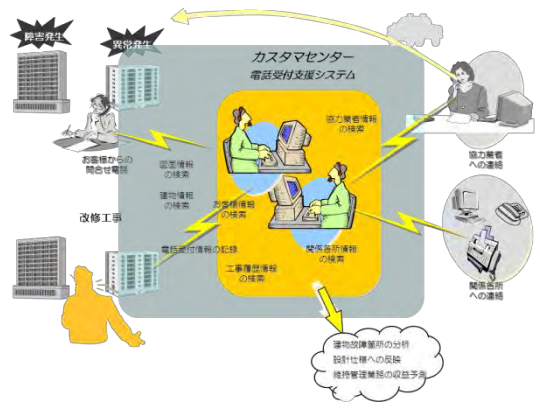 障害発生
異常発生
カスタマセンター
電話受付支援システム
協力業者情報
の検索
お客様からの
問合せ電話
図面情報
の検索
協力業者
への連絡
建物情報
の検索
お客様情報
の検索
改修工事
電話受付情報の記録
関係各所情報
の検索
工事履歴情報
の検索
関係各所
への連絡
建物故障箇所の分析
設計仕様への反映
維持管理業務の収益予測